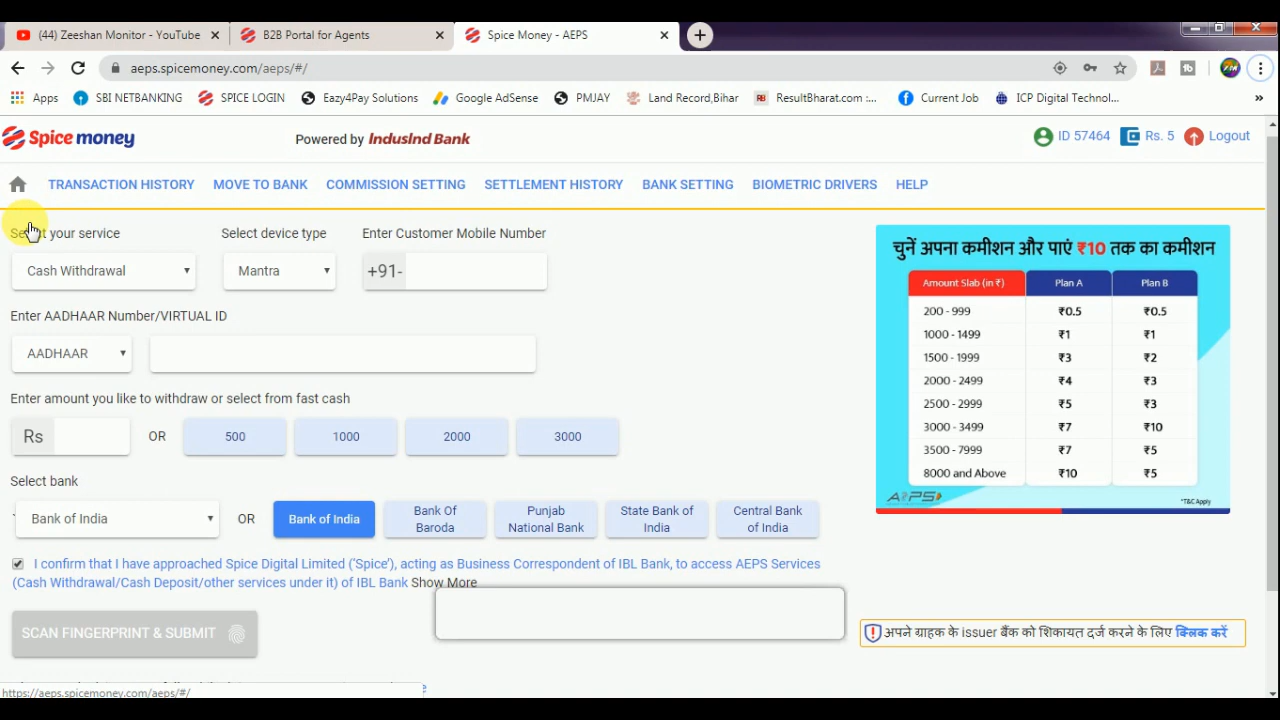 (44) Zeeshan Monitor - YouTube
B2B Portal for Agents
Spice Money - AEPS
aeps.spicemoney.com/aeps/#/
Apps SBI NETBANKING SPICE LOGIN Eazy4Pay Solutions Google AdSense PMJAY Land Record,Bihar ResultBharat.com :... Current Job ICP Digital Technol... »
Spice money
Powered by IndusInd Bank
ID 57464 Rs. 5 Logout
TRANSACTION HISTORY MOVE TO BANK COMMISSION SETTING SETTLEMENT HISTORY BANK SETTING BIOMETRIC DRIVERS HELP
your service Select device type Enter Customer Mobile Number
Cash Withdrawal Mantra +91-
Enter AADHAAR Number/VIRTUAL ID
AADHAAR
Enter amount you like to withdraw or select from fast cash
Rs OR 500 1000 2000 3000
Select bank
Bank of India OR Bank of India
Bank Of
Baroda
Punjab
National Bank
State Bank of
India
Central Bank
of India
I confirm that I have approached Spice Digital Limited ('Spice'), acting as Business Correspondent of IBL Bank, to access AEPS Services
(Cash Withdrawal/Cash Deposit/other services under it) of IBL Bank Show More
SCAN FINGERPRINT & SUBMIT
चुनें अपना कमीशन और पाएं ₹10 तक का कमीशन
Amount Slab (in ₹) Plan A Plan B
200 - 999 ₹0.5 ₹0.5
1000 - 1499 ₹1 ₹1
1500 - 1999 ₹3 ₹2
2000 - 2499 ₹4 ₹3
2500 - 2999 ₹5 ₹3
3000 - 3499 ₹7 ₹10
3500 - 7999 ₹7 ₹5
8000 and Above ₹10 ₹5
AEPS
*T&C Apply
अपने ग्राहक के issuer बैंक को शिकायत दर्ज करने के लिए क्लिक करें
https://aeps.spicemoney.com/aeps/#/